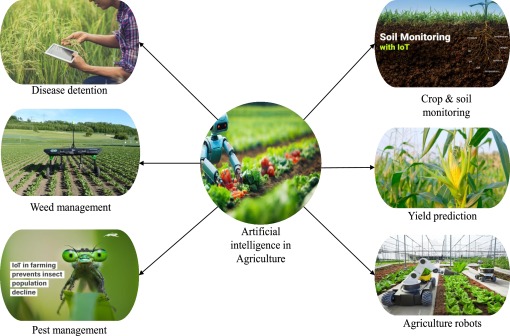 Disease detention
Soil Monitoring
with IoT
Crop & soil
monitoring
Weed management
Artificial
intelligence in
Agriculture
Yield prediction
IoT in farming
prevents insect
population
decline
Pest management
Agriculture robots